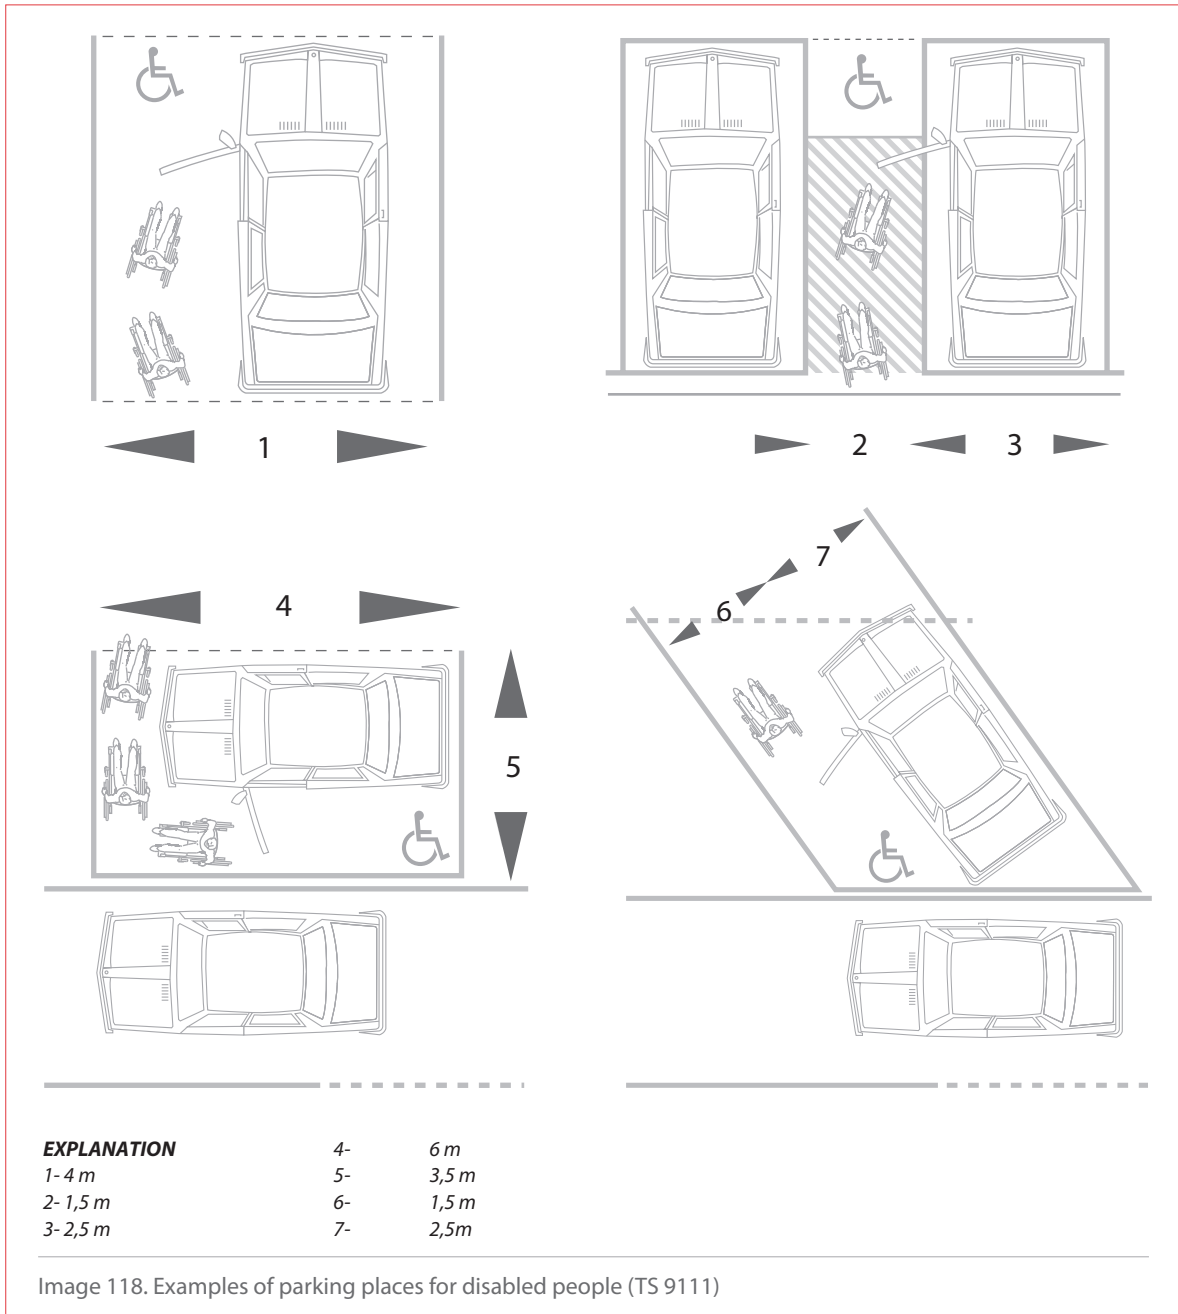 1
2 3
4
7
6
5
EXPLANATION 4- 6 m
1- 4 m 5- 3,5 m
2- 1,5 m 6- 1,5 m
3- 2,5 m 7- 2,5m
Image 118. Examples of parking places for disabled people (TS 9111)